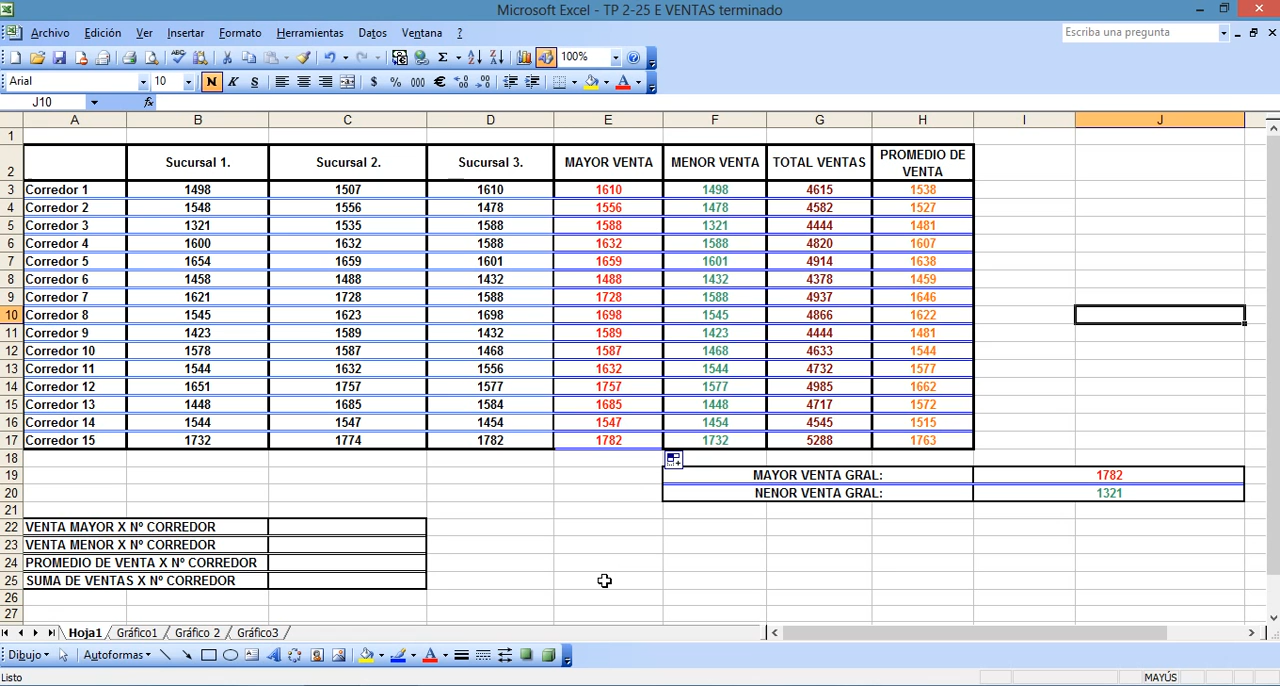 Microsoft Excel - TP 2-25 E VENTAS terminado
Archivo Edición Ver Insertar Formato Herramientas Datos Ventana ? Escriba una pregunta
100%
Arial 10 N K S $ % 000 €
J10 fx
A B C D E F G H I J
1
2 Sucursal 1. Sucursal 2. Sucursal 3. MAYOR VENTA MENOR VENTA TOTAL VENTAS PROMEDIO DE VENTA
3 Corredor 1 1498 1507 1610 1610 1498 4615 1538
4 Corredor 2 1548 1556 1478 1556 1478 4582 1527
5 Corredor 3 1321 1535 1588 1588 1321 4444 1481
6 Corredor 4 1600 1632 1588 1632 1588 4820 1607
7 Corredor 5 1654 1659 1601 1659 1601 4914 1638
8 Corredor 6 1458 1488 1432 1488 1432 4378 1459
9 Corredor 7 1621 1728 1588 1728 1588 4937 1646
10 Corredor 8 1545 1623 1698 1698 1545 4866 1622
11 Corredor 9 1423 1589 1432 1589 1423 4444 1481
12 Corredor 10 1578 1587 1468 1587 1468 4633 1544
13 Corredor 11 1544 1632 1556 1632 1544 4732 1577
14 Corredor 12 1651 1757 1577 1757 1577 4985 1662
15 Corredor 13 1448 1685 1584 1685 1448 4717 1572
16 Corredor 14 1544 1547 1454 1547 1454 4545 1515
17 Corredor 15 1732 1774 1782 1782 1732 5288 1763
18
19 MAYOR VENTA GRAL: 1782
20 NENOR VENTA GRAL: 1321
21
22 VENTA MAYOR X Nº CORREDOR
23 VENTA MENOR X Nº CORREDOR
24 PROMEDIO DE VENTA X Nº CORREDOR
25 SUMA DE VENTAS X Nº CORREDOR
26
27
Hoja1 Gráfico1 Gráfico 2 Gráfico3
Dibujo Autoformas
Listo MAYÚS